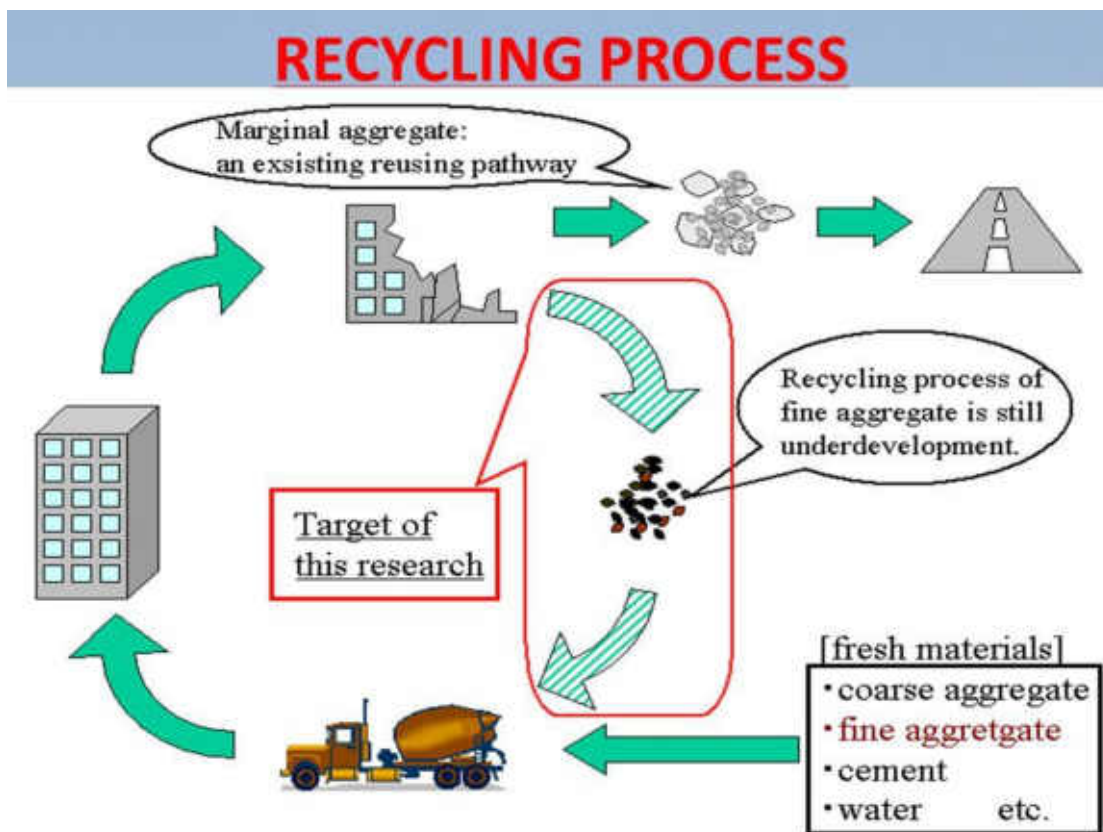 RECYCLING PROCESS
Marginal aggregate:
an exsisting reusing pathway
Recycling process of
fine aggregate is still
underdevelopment.
Target of
this research
[fresh materials]
・coarse aggregate
・fine aggretgate
・cement
・water etc.